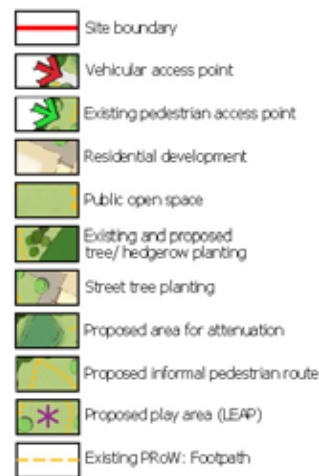 Site boundary
Vehicular access point
Existing pedestrian access point
Residential development
Public open space
Existing and proposed
tree/hedgerow planting
Street tree planting
Proposed area for attenuation
Proposed informal pedestrian route
Proposed play area (LEAP)
Existing PRoW: Footpath